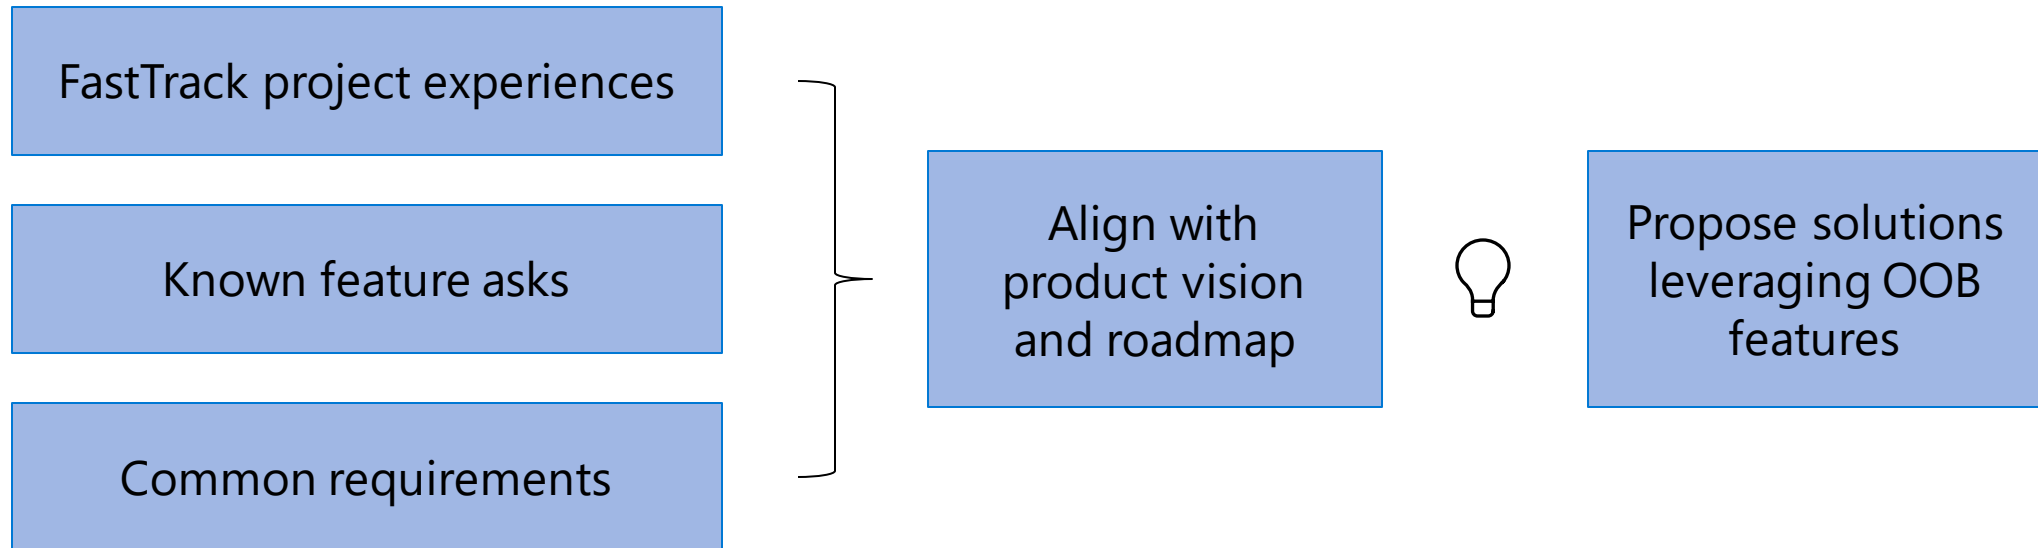 FastTrack project experiences
Known feature asks
Common requirements
Align with
product vision
and roadmap
Propose solutions
leveraging OOB
features